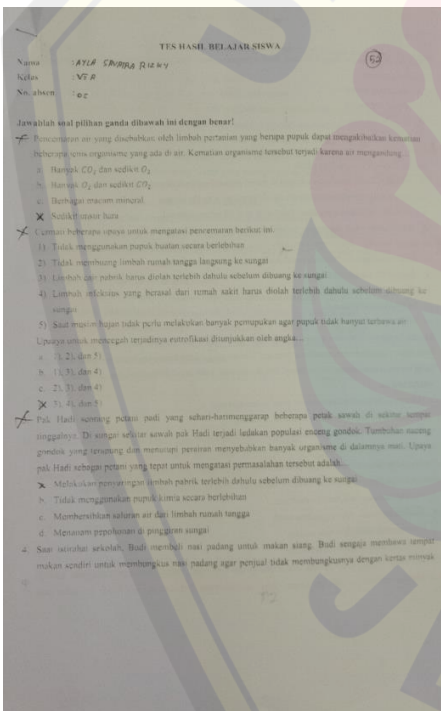 TES HASIL BELAJAR SISWA
Nama : AYLA SAVAIRA RIZKY
Kelas : VII A
No. absen : 05
52
Jawablah soal pilihan ganda dibawah ini dengan benar!
Pencemaran air yang disebabkan oleh limbah pertanian yang berupa pupuk dapat mengakibatkan kematian
beberapa jenis organisme yang ada di air. Kematian organisme tersebut terjadi karena air mengandung...
a. Banyak CO₂ dan sedikit O₂
b. Banyak O₂ dan sedikit CO₂
c. Berbagai macam mineral
Sedikit unsur hara
Cermati beberapa upaya untuk mengatasi pencemaran berikut ini.
1) Tidak menggunakan pupuk buatan secara berlebihan
2) Tidak membuang limbah rumah tangga langsung ke sungai
3) Limbah dari pabrik harus diolah terlebih dahulu sebelum dibuang ke sungai
4) Limbah infeksius yang berasal dari rumah sakit harus diolah terlebih dahulu sebelum dibuang ke
sungai
5) Saat musim hujan tidak perlu melakukan banyak pemupukan agar pupuk tidak hanyut terbawa air
Upaya untuk mencegah terjadinya eutrofikasi ditunjukkan oleh angka...
a. 1), 2), dan 5)
b. 1), 3), dan 4)
c. 2), 3), dan 4)
3), 4), dan 5)
Pak Hadi seorang petani padi yang sehari-harimenggarap beberapa petak sawah di sekitar tempat
tinggalnya. Di sungai sekitar sawah pak Hadi terjadi ledakan populasi enceng gondok. Tumbuhan enceng
gondok yang terapung dan menutupi perairan menyebabkan banyak organisme di dalamnya mati. Upaya
pak Hadi sebagai petani yang tepat untuk mengatasi permasalahan tersebut adalah...
Melakukan penyaringan limbah pabrik terlebih dahulu sebelum dibuang ke sungai
b. Tidak menggunakan pupuk kimia secara berlebihan
c. Membersihkan saluran air dari limbah rumah tangga
d. Menanam pepohonan di pinggiran sungai
4. Saat istirahat sekolah, Budi membeli nasi padang untuk makan siang. Budi sengaja membawa tempat
makan sendiri untuk membungkus nasi padang agar penjual tidak membungkusnya dengan kertas minyak